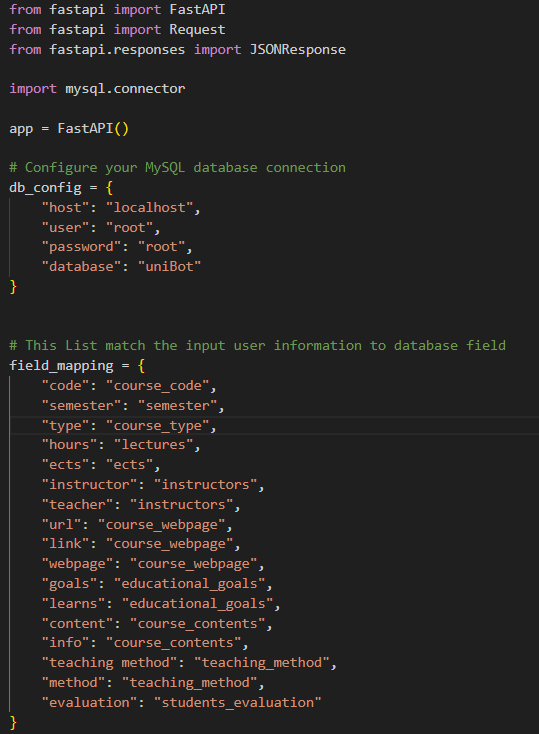 from fastapi import FastAPI
from fastapi import Request
from fastapi.responses import JSONResponse
import mysql.connector
app = FastAPI()
# Configure your MySQL database connection
db_config = {
    "host": "localhost",
    "user": "root",
    "password": "root",
    "database": "uniBot"
}
# This List match the input user information to database field
field_mapping = {
    "code": "course_code",
    "semester": "semester",
    "type": "course_type",
    "hours": "lectures",
    "ects": "ects",
    "instructor": "instructors",
    "teacher": "instructors",
    "url": "course_webpage",
    "link": "course_webpage",
    "webpage": "course_webpage",
    "goals": "educational_goals",
    "learns": "educational_goals",
    "content": "course_contents",
    "info": "course_contents",
    "teaching method": "teaching_method",
    "method": "teaching_method",
    "evaluation": "students_evaluation"
}